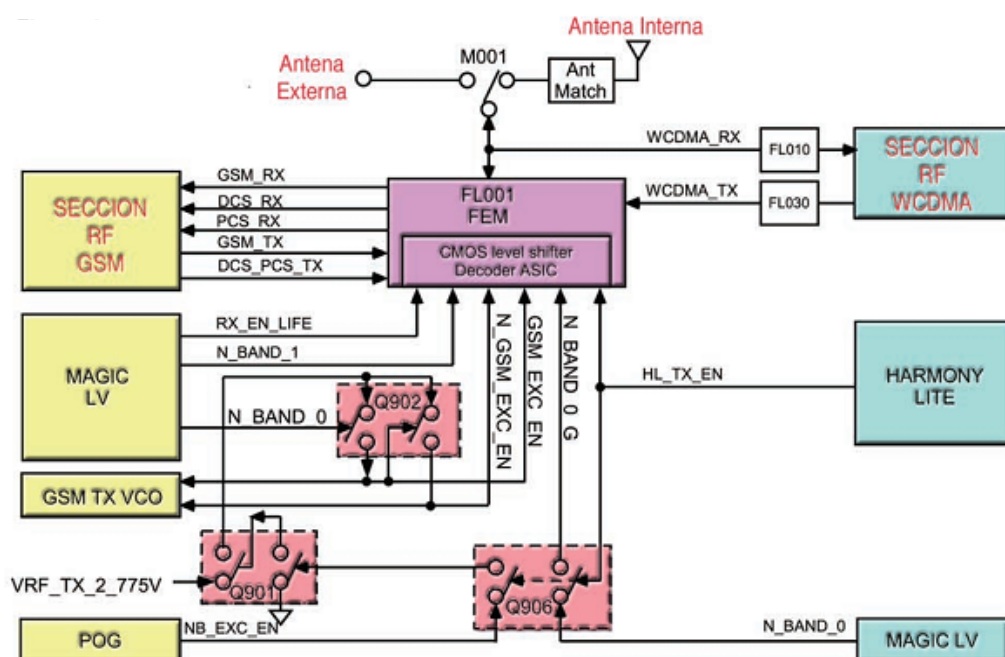 Antena Interna
M001
Antena
Externa
Ant
Match
WCDMA_RX
FL010
SECCION
RF
WCDMA
WCDMA_TX
FL030
GSM_RX
DCS_RX
PCS_RX
GSM_TX
DCS_PCS_TX
SECCION
RF
GSM
FL001
FEM
CMOS level shifter
Decoder ASIC
RX_EN_LIFE
N_BAND_1
MAGIC
LV
N_BAND_0
Q902
N_GSM_EXC_EN
GSM_EXC_EN
N_BAND_0_G
HL_TX_EN
HARMONY
LITE
GSM TX VCO
VRF_TX_2_775V
Q901
Q906
POG
NB_EXC_EN
N_BAND_0
MAGIC LV